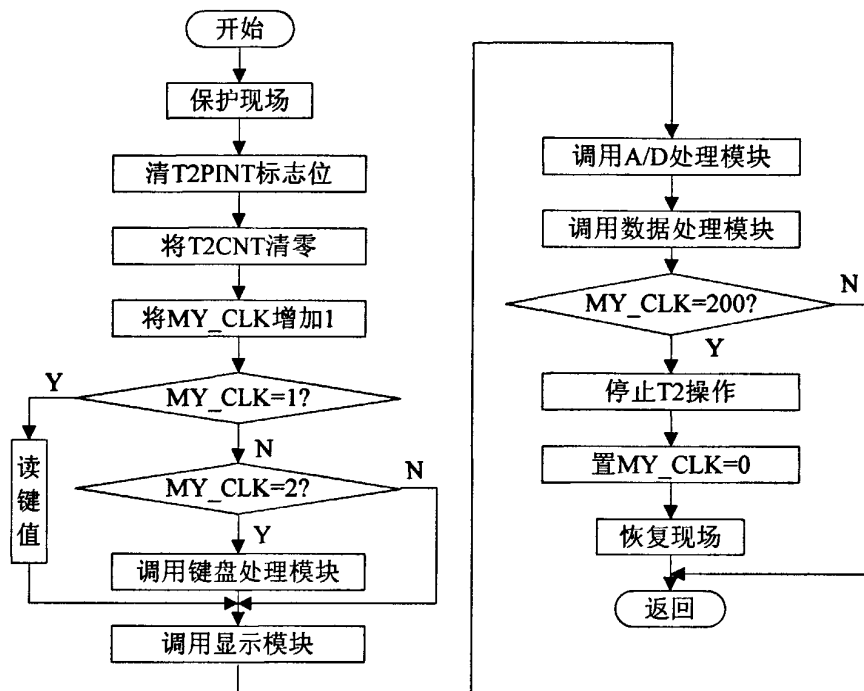 开始
保护现场
清T2PINT标志位
将T2CNT清零
将MY_CLK增加1
Y
MY_CLK=1?
读
键
值
N
MY_CLK=2?
N
Y
调用键盘处理模块
调用显示模块
调用A/D处理模块
调用数据处理模块
MY_CLK=200?
N
Y
停止T2操作
置MY_CLK=0
恢复现场
返回